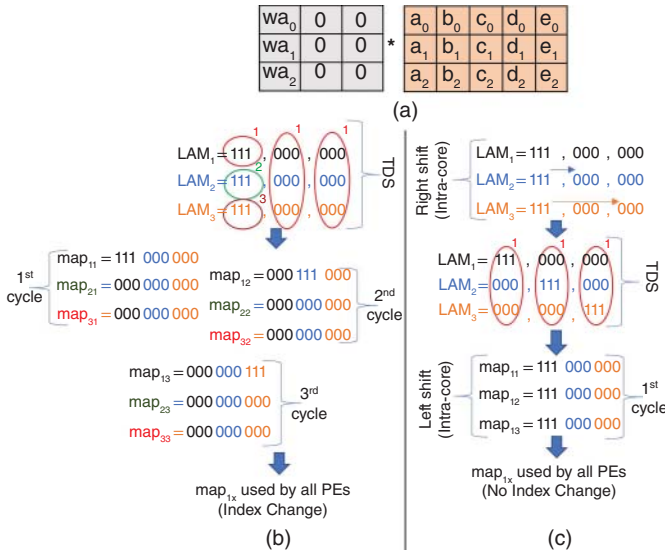 wa0 0 0 * a0 b0 c0 d0 e0
wa1 0 0 a1 b1 c1 d1 e1
wa2 0 0 a2 b2 c2 d2 e2
(a)
1 1 1
LAM1= 111 , 000 , 000
2
LAM2= 111 , 000 , 000
3
LAM3= 111 , 000 , 000
TDS
1st cycle
map11 = 111 000 000
map21 = 000 000 000
map31 = 000 000 000
map12 = 000 111 000
map22 = 000 000 000
map32 = 000 000 000
2nd cycle
map13 = 000 000 111
map23 = 000 000 000
map33 = 000 000 000
3rd cycle
map1x used by all PEs
(Index Change)
(b)
Right shift
(Intra-core)
LAM1= 111 , 000 , 000
LAM2= 111 , 000 , 000
LAM3= 111 , 000 , 000
1 1 1
LAM1= 111 , 000 , 000
LAM2= 000 , 111 , 000
LAM3= 000 , 000 , 111
TDS
Left shift
(Intra-core)
map11 = 111 000 000
map12 = 111 000 000
map13 = 111 000 000
1st cycle
map1x used by all PEs
(No Index Change)
(c)